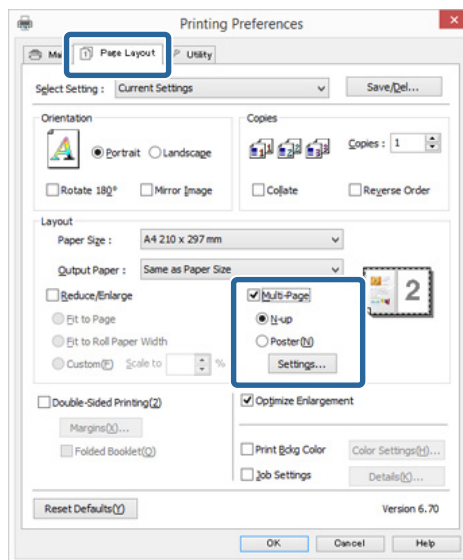 Printing Preferences
Page Layout
Utility
Select Setting : Current Settings Save/Del...
Orientation Copies
Portrait Landscape Copies : 1
Rotate 180° Mirror Image Collate Reverse Order
Layout
Paper Size : A4 210 x 297 mm
Output Paper : Same as Paper Size
Reduce/Enlarge Multi-Page 2
Fit to Page N-up
Fit to Roll Paper Width Poster(N)
Custom(F) Scale to % Settings...
Double-Sided Printing(Z) Optimize Enlargement
Margins(X)...
Folded Booklet(Q) Print Bckg Color Color Settings(H)...
Job Settings Details(K)...
Reset Defaults(Y) Version 6.70
OK Cancel Help